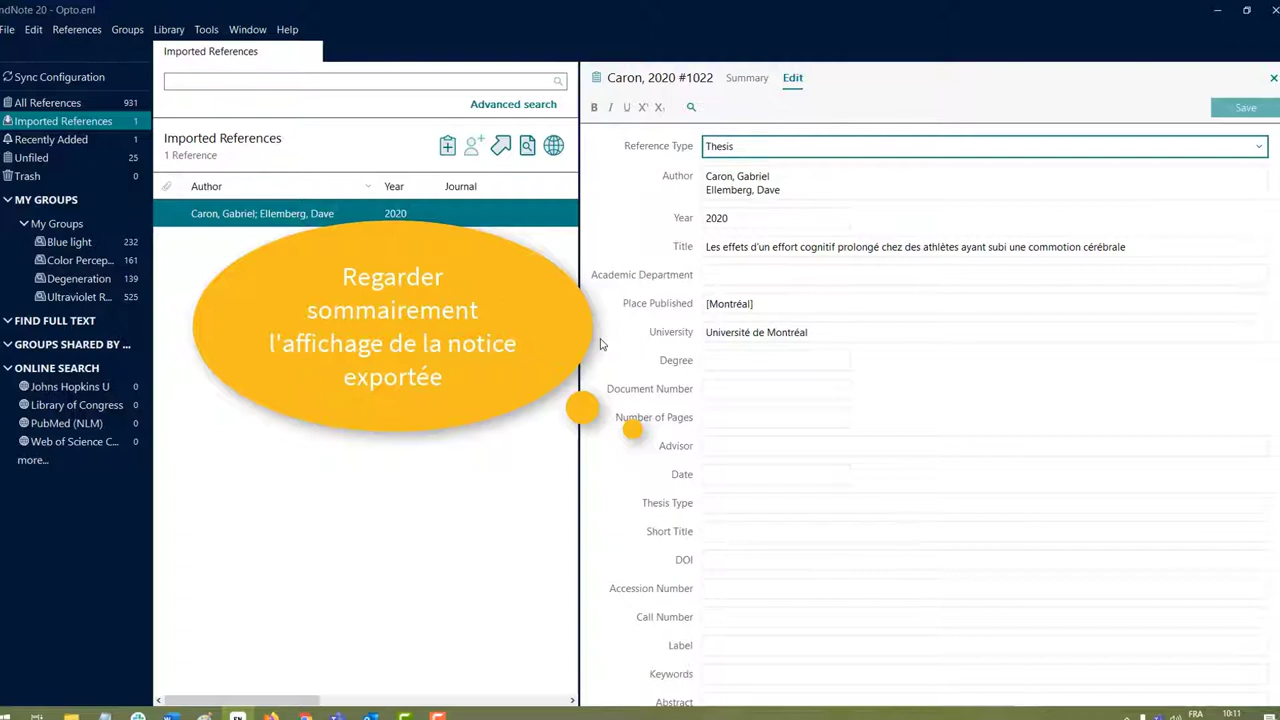 ndNote 20 - Opto.enl
File Edit References Groups Library Tools Window Help
Imported References
Sync Configuration
All References 931
Imported References 1
Recently Added 0
Unfiled 25
Trash 0
MY GROUPS
My Groups
Blue light 232
Color Percep... 161
Degeneration 139
Ultraviolet R... 525
FIND FULL TEXT
GROUPS SHARED BY ...
ONLINE SEARCH
Johns Hopkins U 0
Library of Congress 0
PubMed (NLM) 0
Web of Science C... 0
more...
Advanced search
Imported References
1 Reference
Author Year Journal
Caron, Gabriel; Ellemberg, Dave 2020
Regarder
sommairement
l'affichage de la notice
exportée
Caron, 2020 #1022 Summary Edit
B I U X¹ X₁
Save
Reference Type Thesis
Author Caron, Gabriel
Ellemberg, Dave
Year 2020
Title Les effets d'un effort cognitif prolongé chez des athlètes ayant subi une commotion cérébrale
Academic Department
Place Published [Montréal]
University Université de Montréal
Degree
Document Number
Number of Pages
Advisor
Date
Thesis Type
Short Title
DOI
Accession Number
Call Number
Label
Keywords
Abstract
FRA 10:11